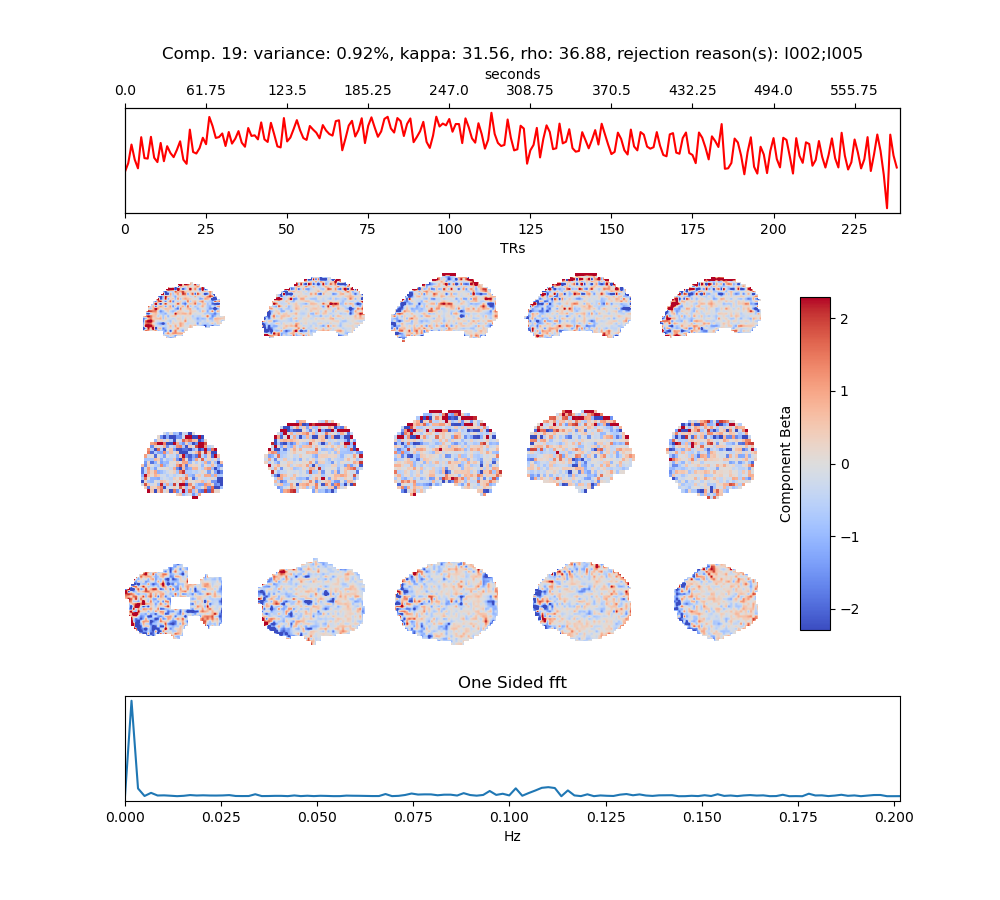 Comp. 19: variance: 0.92%, kappa: 31.56, rho: 36.88, rejection reason(s): I002;I005
seconds
0.0 61.75 123.5 185.25 247.0 308.75 370.5 432.25 494.0 555.75
0 25 50 75 100 125 150 175 200 225
TRs
2
1
0
−1
−2
Component Beta
One Sided fft
0.000 0.025 0.050 0.075 0.100 0.125 0.150 0.175 0.200
Hz